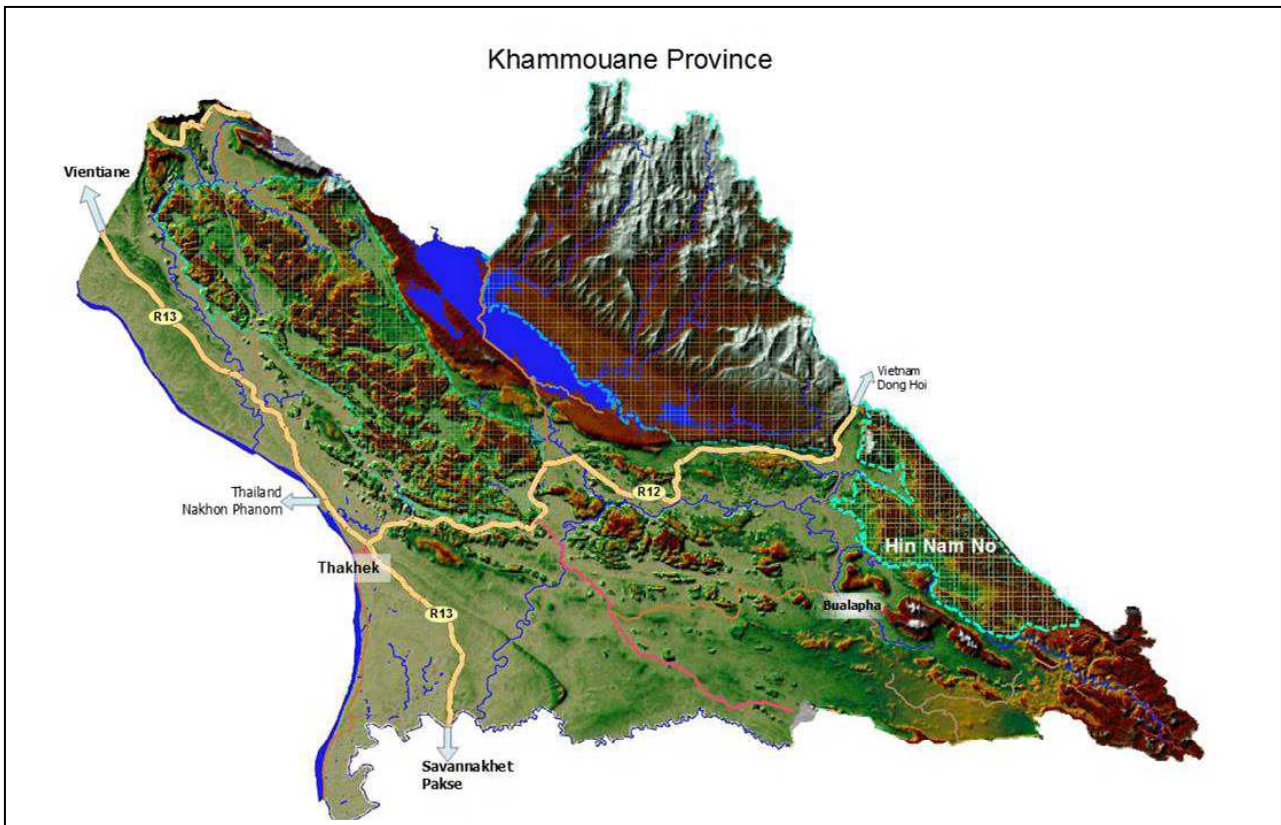 Khammouane Province
Vientiane
R13
Vietnam
Dong Hoi
R12
Thailand
Nakhon Phanom
Hin Nam No
Thakhek
Bualapha
R13
Savannakhet
Pakse